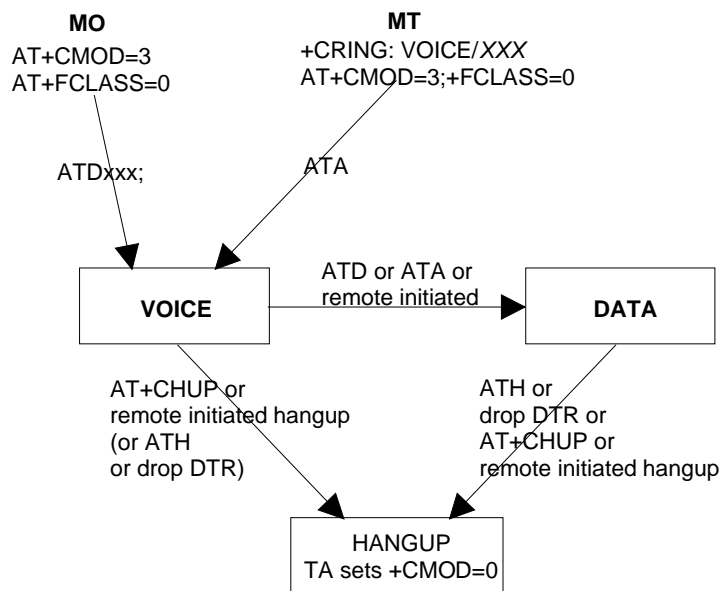 MO
AT+CMOD=3
AT+FCLASS=0
MT
+CRING: VOICE/XXX
AT+CMOD=3;+FCLASS=0
ATDxxx;
ATA
VOICE
ATD or ATA or
remote initiated
DATA
AT+CHUP or
remote initiated hangup
(or ATH
or drop DTR)
ATH or
drop DTR or
AT+CHUP or
remote initiated hangup
HANGUP
TA sets +CMOD=0